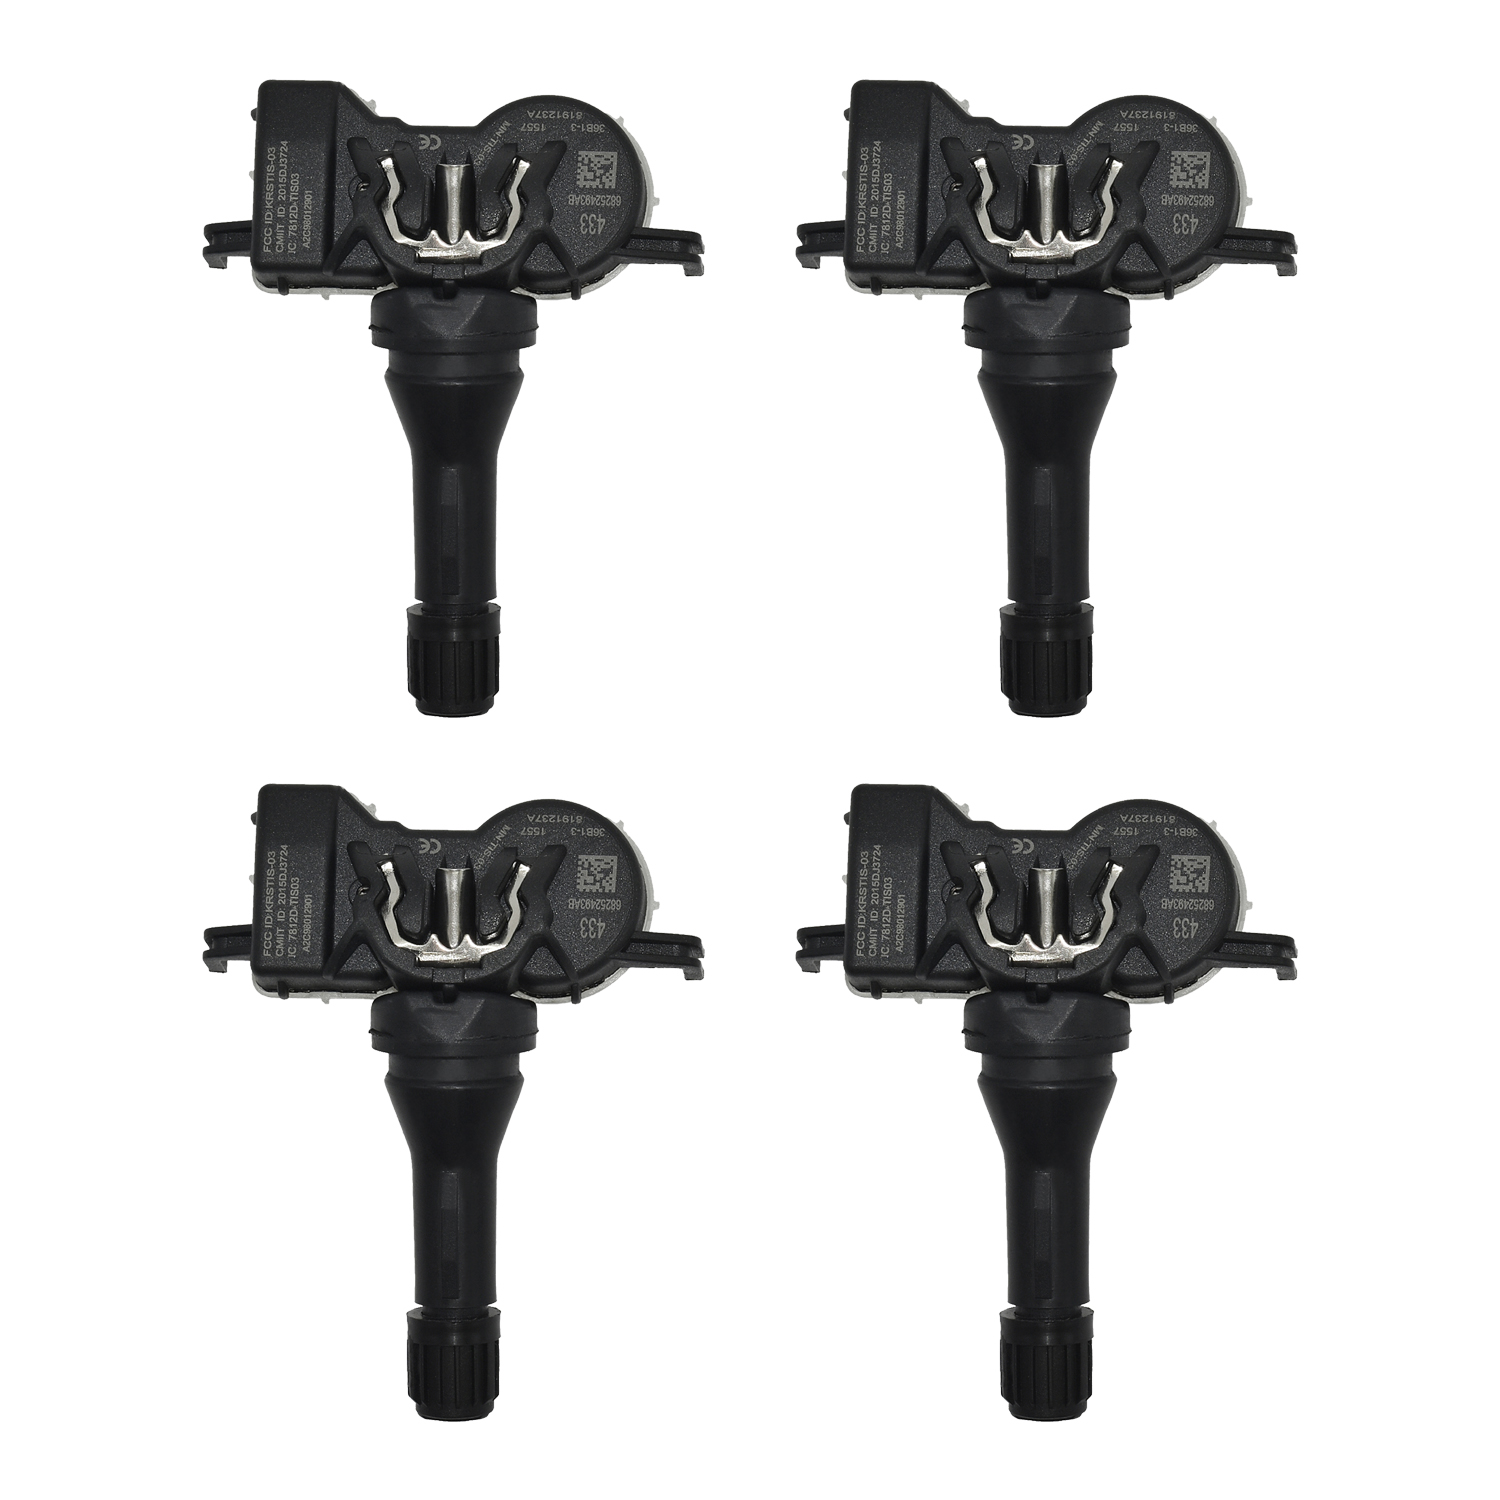 FCC ID:KRSTIS-03
CMIIT ID: 2015DJ3724
IC: 7812D-TIS03
A2C98012901
CE
MN:TIS-03
1557
8191237A
36B1-3
68252493AB
433
FCC ID:KRSTIS-03
CMIIT ID: 2015DJ3724
IC: 7812D-TIS03
A2C98012901
CE
MN:TIS-03
1557
8191237A
36B1-3
68252493AB
433
FCC ID:KRSTIS-03
CMIIT ID: 2015DJ3724
IC: 7812D-TIS03
A2C98012901
CE
MN:TIS-03
1557
8191237A
36B1-3
68252493AB
433
FCC ID:KRSTIS-03
CMIIT ID: 2015DJ3724
IC: 7812D-TIS03
A2C98012901
CE
MN:TIS-03
1557
8191237A
36B1-3
68252493AB
433